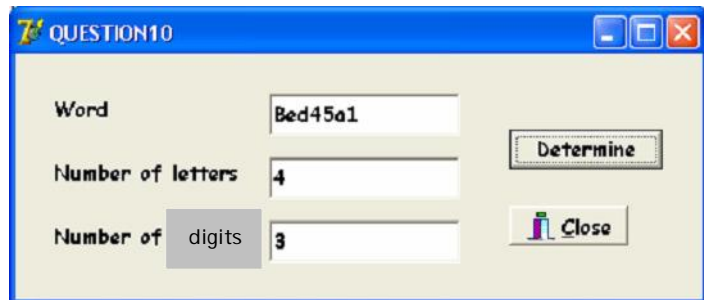 QUESTION10
Word Bed45a1
Determine
Number of letters 4
Number of digits 3
Close